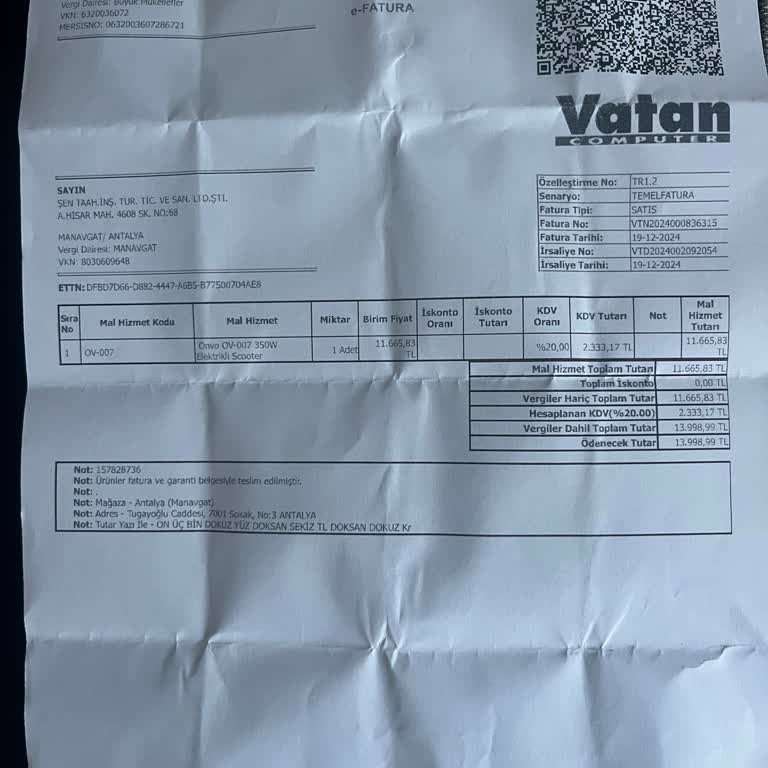 Vergi Dairesi: Büyük Mükellefler
VKN: 6320036072
MERSISNO: 0632003607286721
e-FATURA
Vatan
COMPUTER
SAYIN
ŞEN TAAH.İNŞ. TUR. TİC. VE SAN. LTD.ŞTİ.
A.HİSAR MAH. 4608 SK. NO:68
MANAVGAT/ ANTALYA
Vergi Dairesi: MANAVGAT
VKN: 8030609648
ETTN: DFBD7D66-D882-4447-A6B5-B77500704AE8
Özelleştirme No: TR1.2
Senaryo: TEMELFATURA
Fatura Tipi: SATIS
Fatura No: VTN2024000836315
Fatura Tarihi: 19-12-2024
İrsaliye No: VTD2024002092054
İrsaliye Tarihi: 19-12-2024
Sıra No Mal Hizmet Kodu Mal Hizmet Miktar Birim Fiyat İskonto Oranı İskonto Tutarı KDV Oranı KDV Tutarı Not Mal Hizmet Tutarı
1 OV-007 Onvo OV-007 350W Elektrikli Scooter 1 Adet 11.665,83 TL %20,00 2.333,17 TL 11.665,83 TL
Mal Hizmet Toplam Tutarı 11.665,83 TL
Toplam İskonto 0,00 TL
Vergiler Hariç Toplam Tutar 11.665,83 TL
Hesaplanan KDV(%20.00) 2.333,17 TL
Vergiler Dahil Toplam Tutar 13.998,99 TL
Ödenecek Tutar 13.998,99 TL
Not: 157828736
Not: Ürünler fatura ve garanti belgesiyle teslim edilmiştir.
Not: .
Not: Mağaza - Antalya (Manavgat)
Not: Adres - Tugayoğlu Caddesi, 7001 Sokak, No:3 ANTALYA
Not: Tutar Yazı İle - ON ÜÇ BİN DOKUZ YÜZ DOKSAN SEKİZ TL DOKSAN DOKUZ Kr